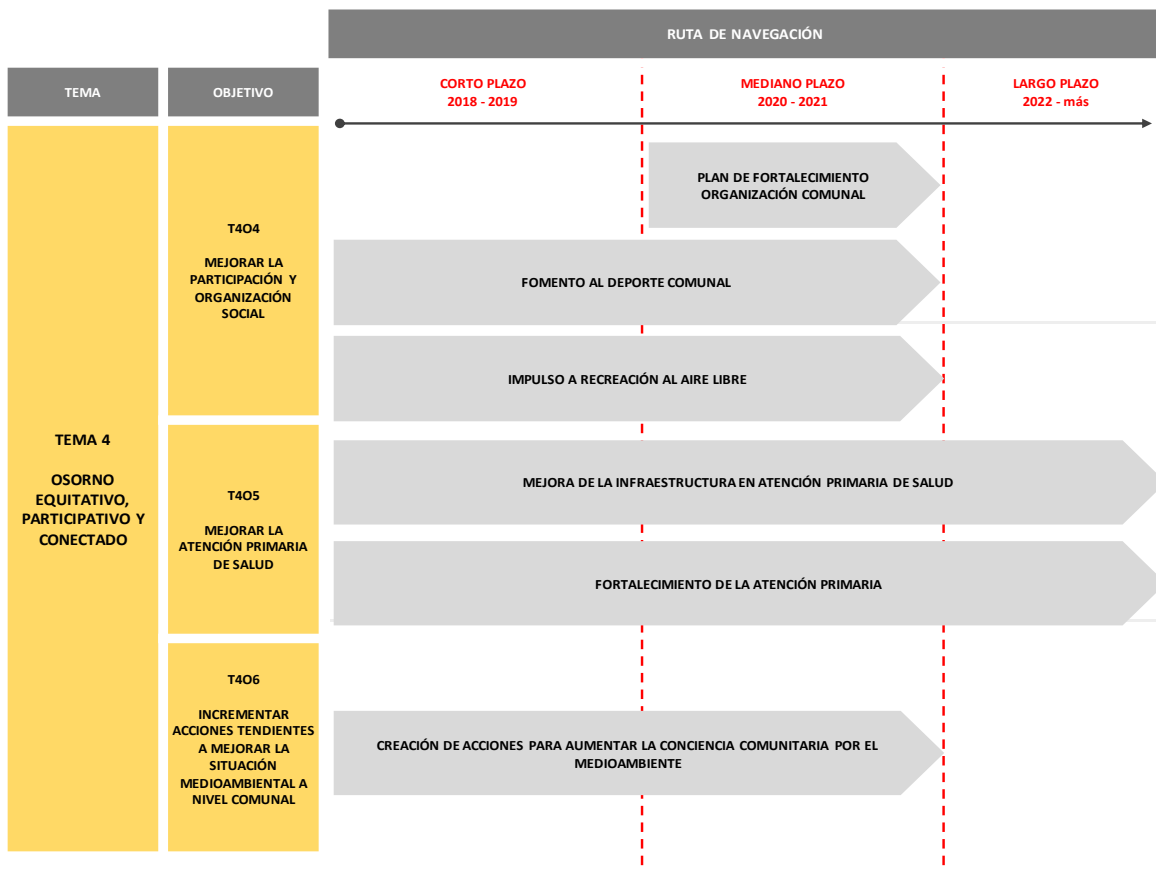 RUTA DE NAVEGACIÓN
TEMA
OBJETIVO
CORTO PLAZO
2018 - 2019
MEDIANO PLAZO
2020 - 2021
LARGO PLAZO
2022 - más
TEMA 4
OSORNO
EQUITATIVO,
PARTICIPATIVO Y
CONECTADO
T4O4
MEJORAR LA
PARTICIPACIÓN Y
ORGANIZACIÓN
SOCIAL
PLAN DE FORTALECIMIENTO
ORGANIZACIÓN COMUNAL
FOMENTO AL DEPORTE COMUNAL
IMPULSO A RECREACIÓN AL AIRE LIBRE
T4O5
MEJORAR LA
ATENCIÓN PRIMARIA
DE SALUD
MEJORA DE LA INFRAESTRUCTURA EN ATENCIÓN PRIMARIA DE SALUD
FORTALECIMIENTO DE LA ATENCIÓN PRIMARIA
T4O6
INCREMENTAR
ACCIONES TENDIENTES
A MEJORAR LA
SITUACIÓN
MEDIOAMBIENTAL A
NIVEL COMUNAL
CREACIÓN DE ACCIONES PARA AUMENTAR LA CONCIENCIA COMUNITARIA POR EL
MEDIOAMBIENTE